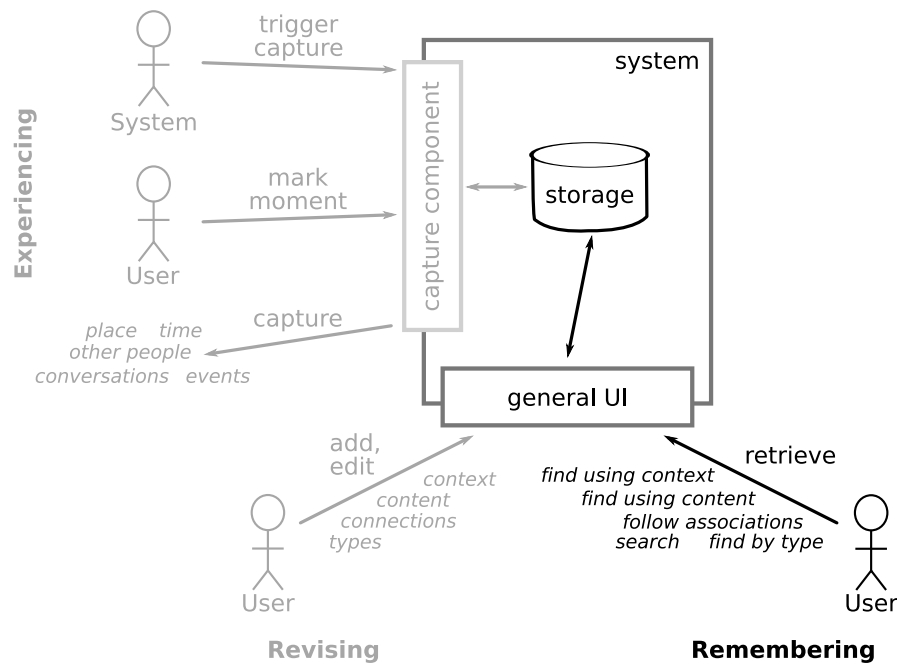 trigger
capture
system
System
Experiencing
capture component
storage
mark
moment
User
capture
place time
other people
conversations events
general UI
add,
edit
context
content
connections
types
User
Revising
retrieve
find using context
find using content
follow associations
search find by type
User
Remembering